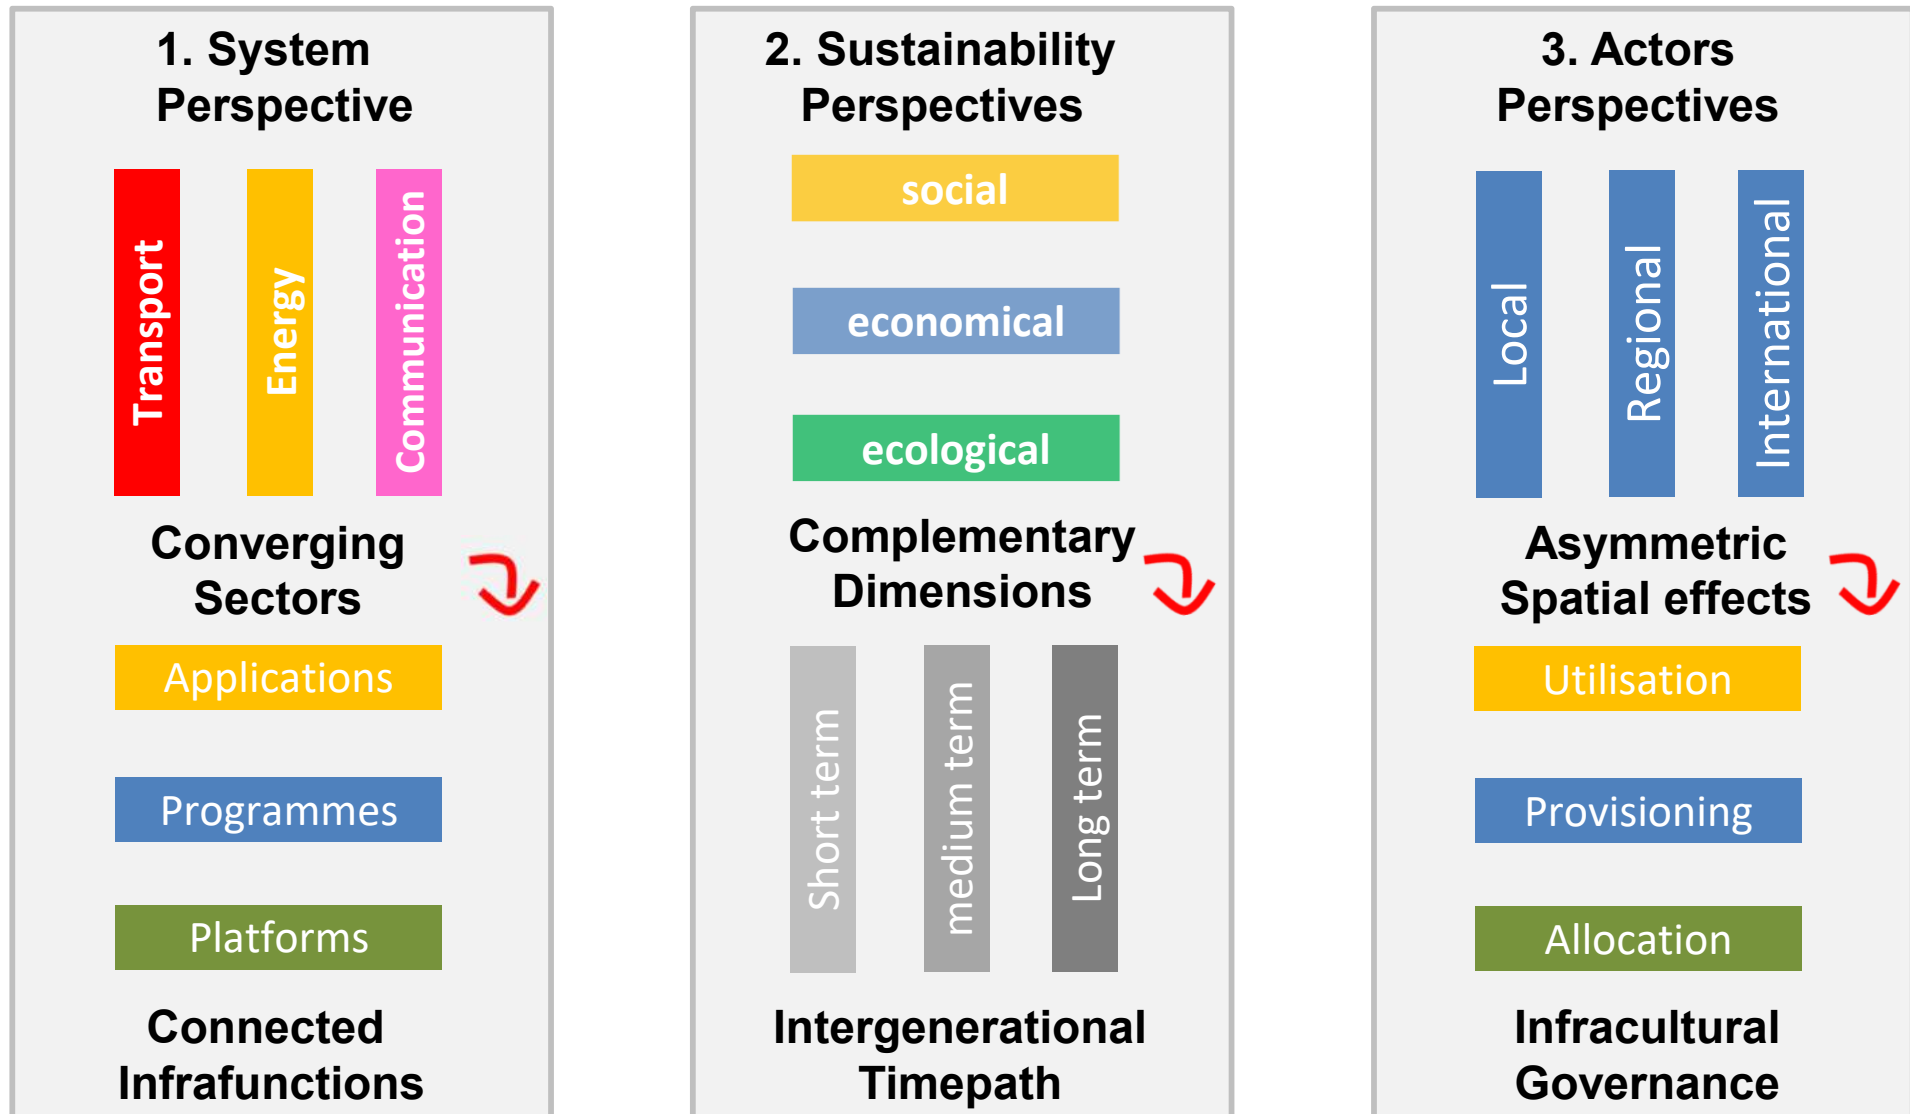 1. System
Perspective
Transport
Energy
Communication
Converging
Sectors
Applications
Programmes
Platforms
Connected
Infrafunctions
2. Sustainability
Perspectives
social
economical
ecological
Complementary
Dimensions
Short term
medium term
Long term
Intergenerational
Timepath
3. Actors
Perspectives
Local
Regional
International
Asymmetric
Spatial effects
Utilisation
Provisioning
Allocation
Infracultural
Governance